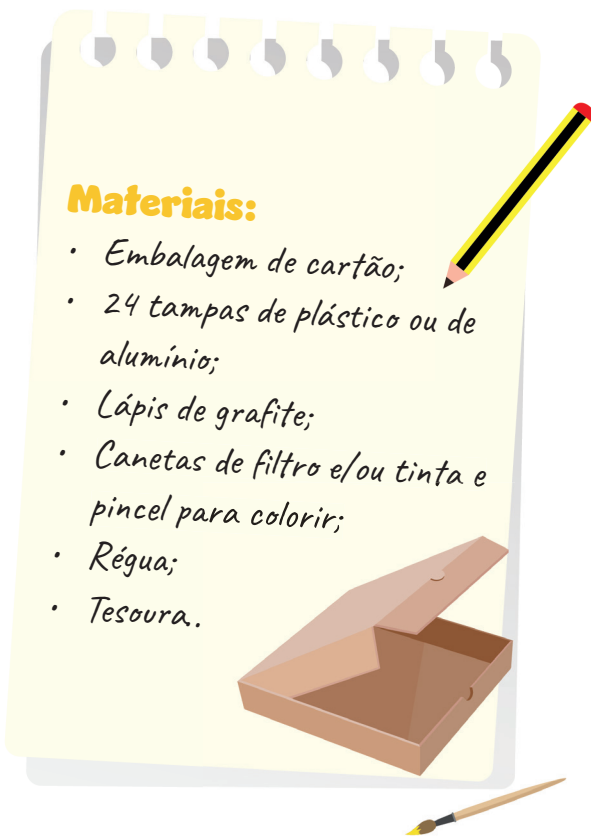 Materiais:
• Embalagem de cartão;
• 24 tampas de plástico ou de
alumínio;
• Lápis de grafite;
• Canetas de filtro e/ou tinta e
pincel para colorir;
• Régua;
• Tesoura..